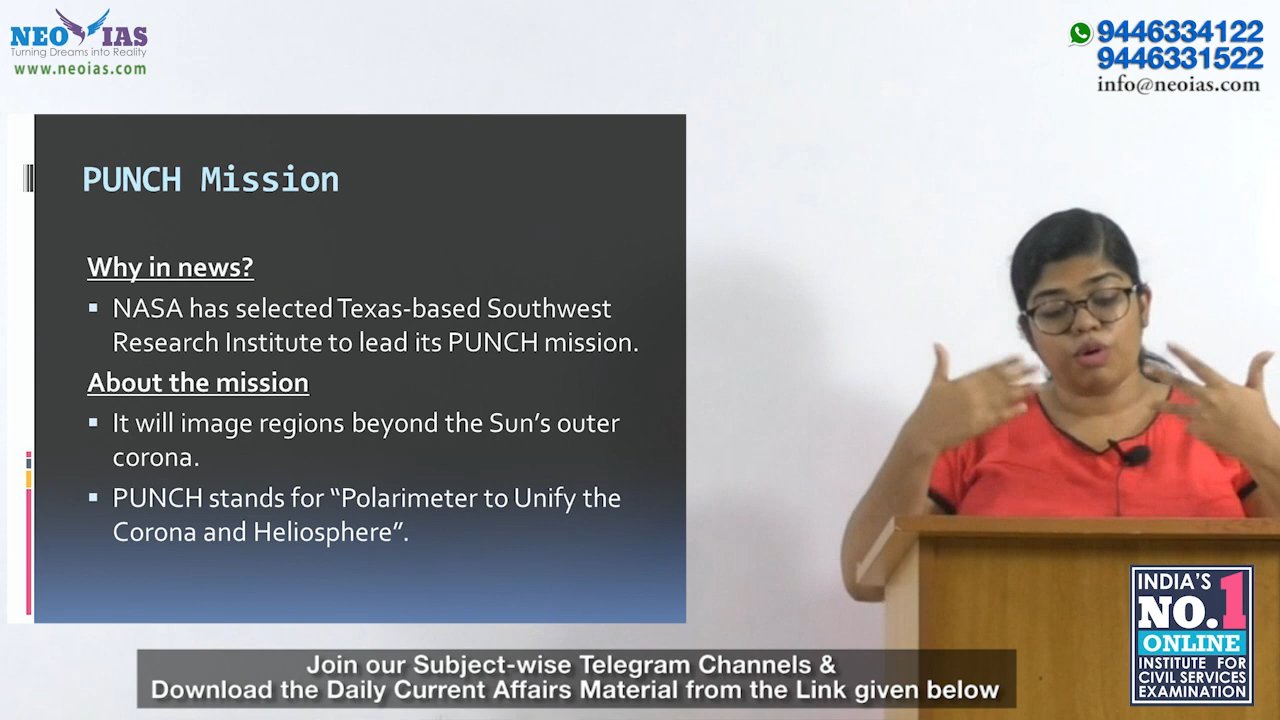 NEO IAS
Turning Dreams into Reality
www.neoias.com
9446334122
9446331522
info@neoias.com
PUNCH Mission
Why in news?
NASA has selected Texas-based Southwest
Research Institute to lead its PUNCH mission.
About the mission
It will image regions beyond the Sun’s outer
corona.
PUNCH stands for “Polarimeter to Unify the
Corona and Heliosphere”.
INDIA'S
NO.1
ONLINE
INSTITUTE FOR
CIVIL SERVICES
EXAMINATION
Join our Subject-wise Telegram Channels &
Download the Daily Current Affairs Material from the Link given below